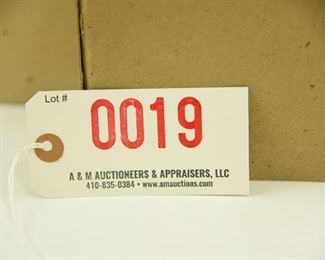 Lot #
0019
A & M AUCTIONEERS & APPRAISERS, LLC
410-835-0384 • www.amauctions.com